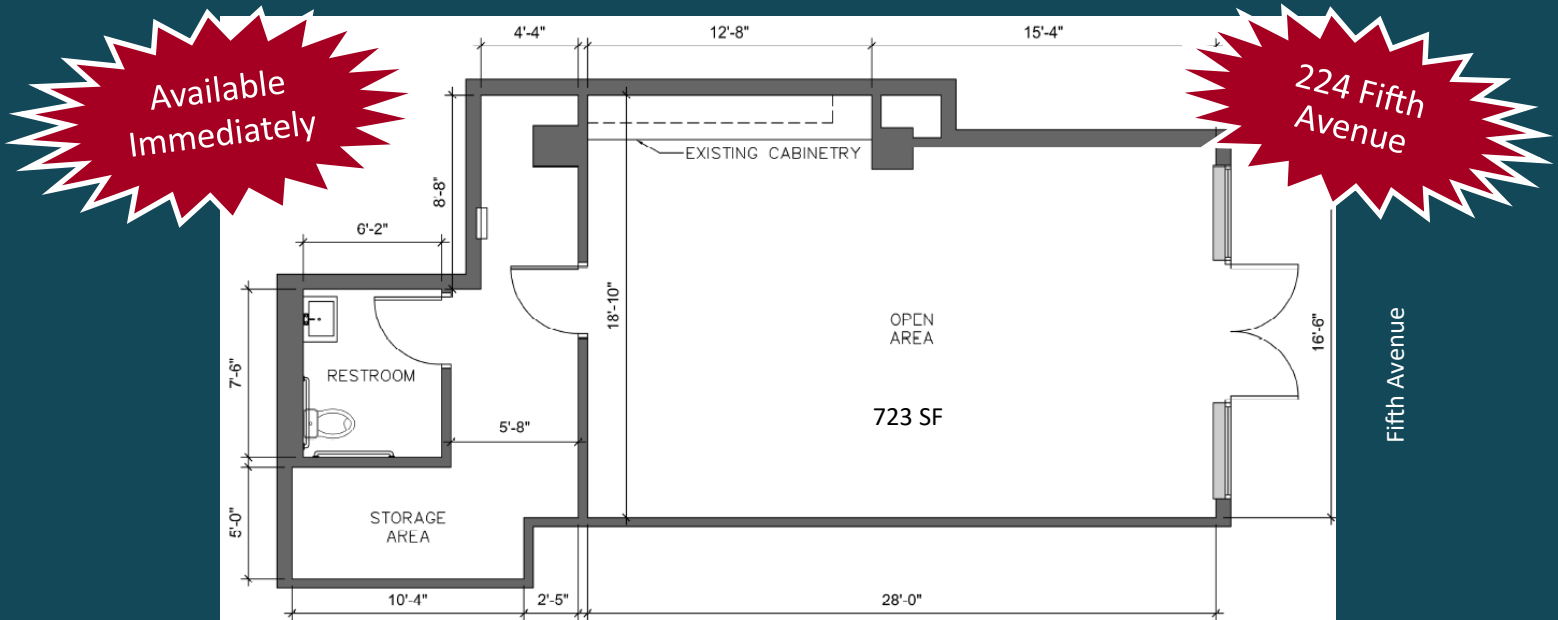 Available
Immediately
4'-4"
12'-8"
15'-4"
224 Fifth
Avenue
EXISTING CABINETRY
8'-8"
6'-2"
18'-10"
OPEN
AREA
16'-6"
Fifth Avenue
7'-6"
RESTROOM
723 SF
5'-8"
5'-0"
STORAGE
AREA
10'-4"
2'-5"
28'-0"